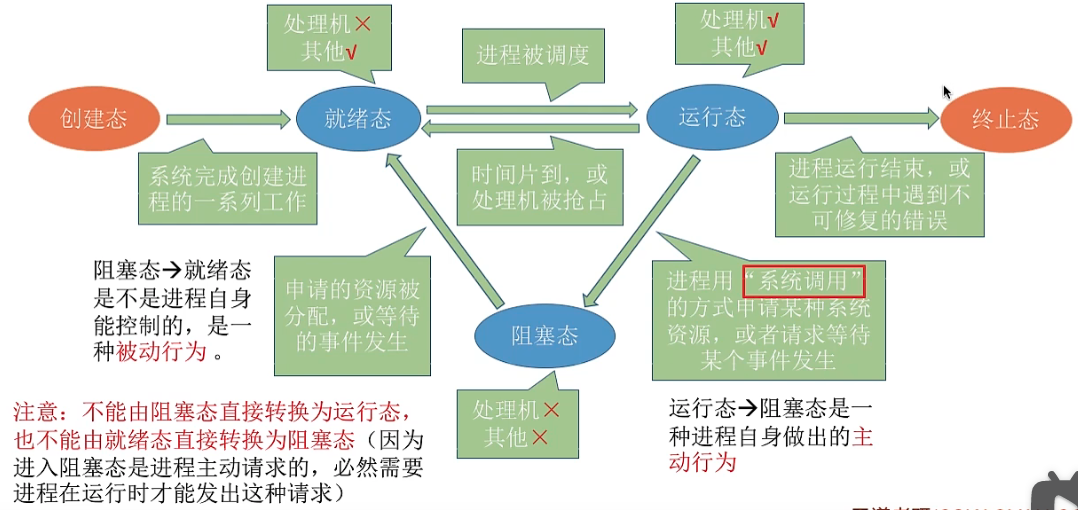 处理机×
其他√
处理机√
其他√
进程被调度
创建态
就绪态
运行态
终止态
系统完成创建进
程的一系列工作
时间片到，或
处理机被抢占
进程运行结束，或
运行过程中遇到不
可修复的错误
阻塞态→就绪态
是不是进程自身
能控制的，是一
种被动行为 。
申请的资源被
分配，或等待
的事件发生
阻塞态
进程用“系统调用”
的方式申请某种系统
资源，或者请求等待
某个事件发生
处理机×
其他×
运行态→阻塞态是一
种进程自身做出的主
动行为
注意：不能由阻塞态直接转换为运行态，
也不能由就绪态直接转换为阻塞态（因为
进入阻塞态是进程主动请求的，必然需要
进程在运行时才能发出这种请求）